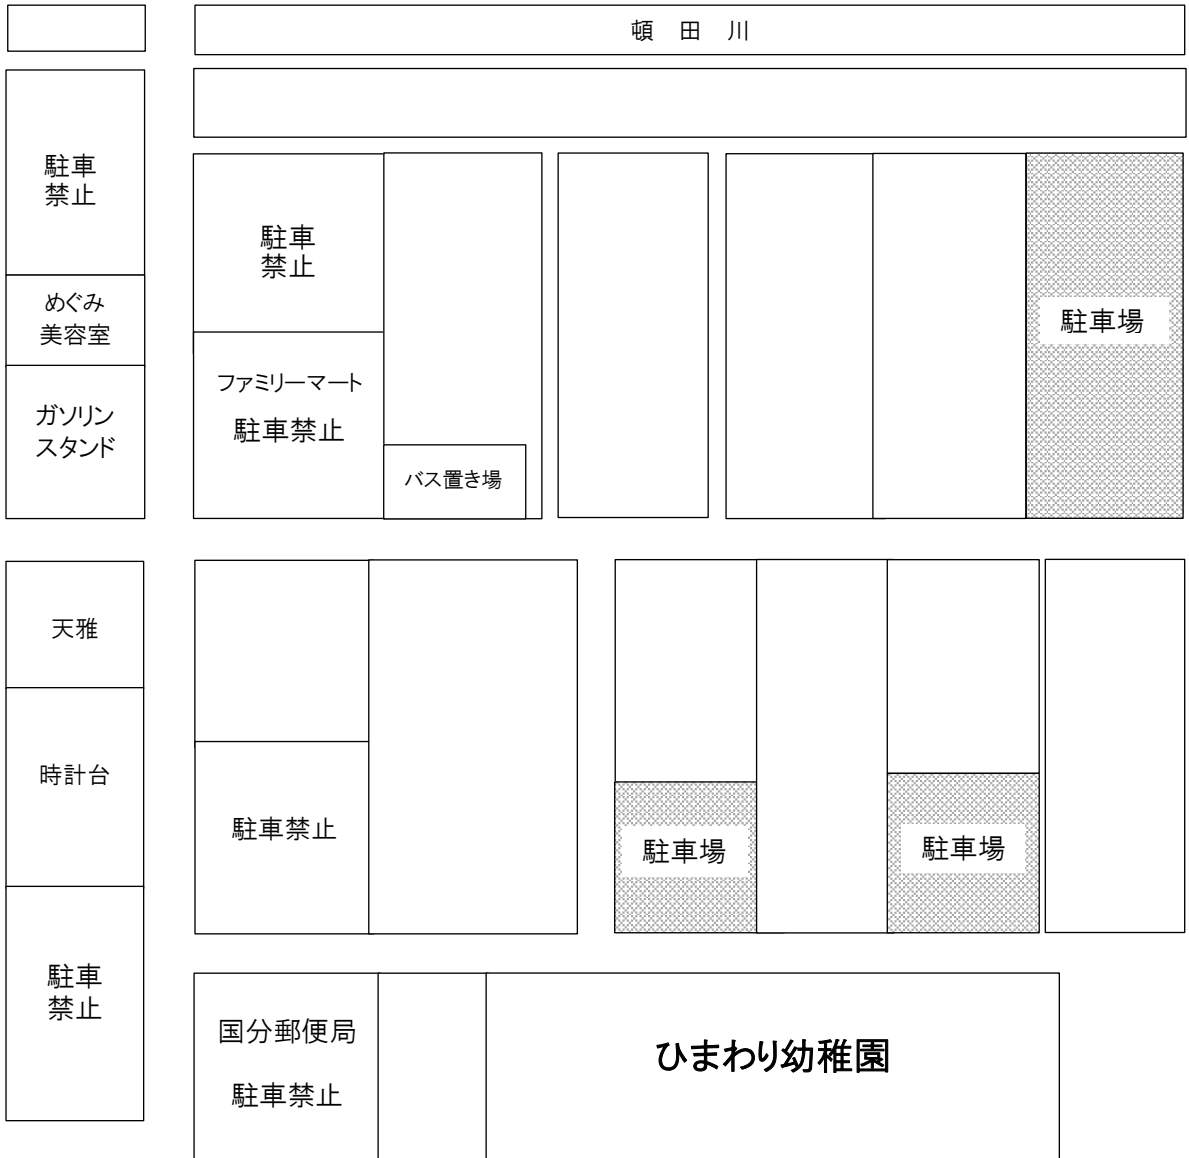 頓　田　川
駐車
禁止
めぐみ
美容室
ガソリン
スタンド
駐車
禁止
ファミリーマート
駐車禁止
バス置き場
駐車場
天雅
時計台
駐車
禁止
駐車禁止
駐車場
駐車場
国分郵便局
駐車禁止
ひまわり幼稚園